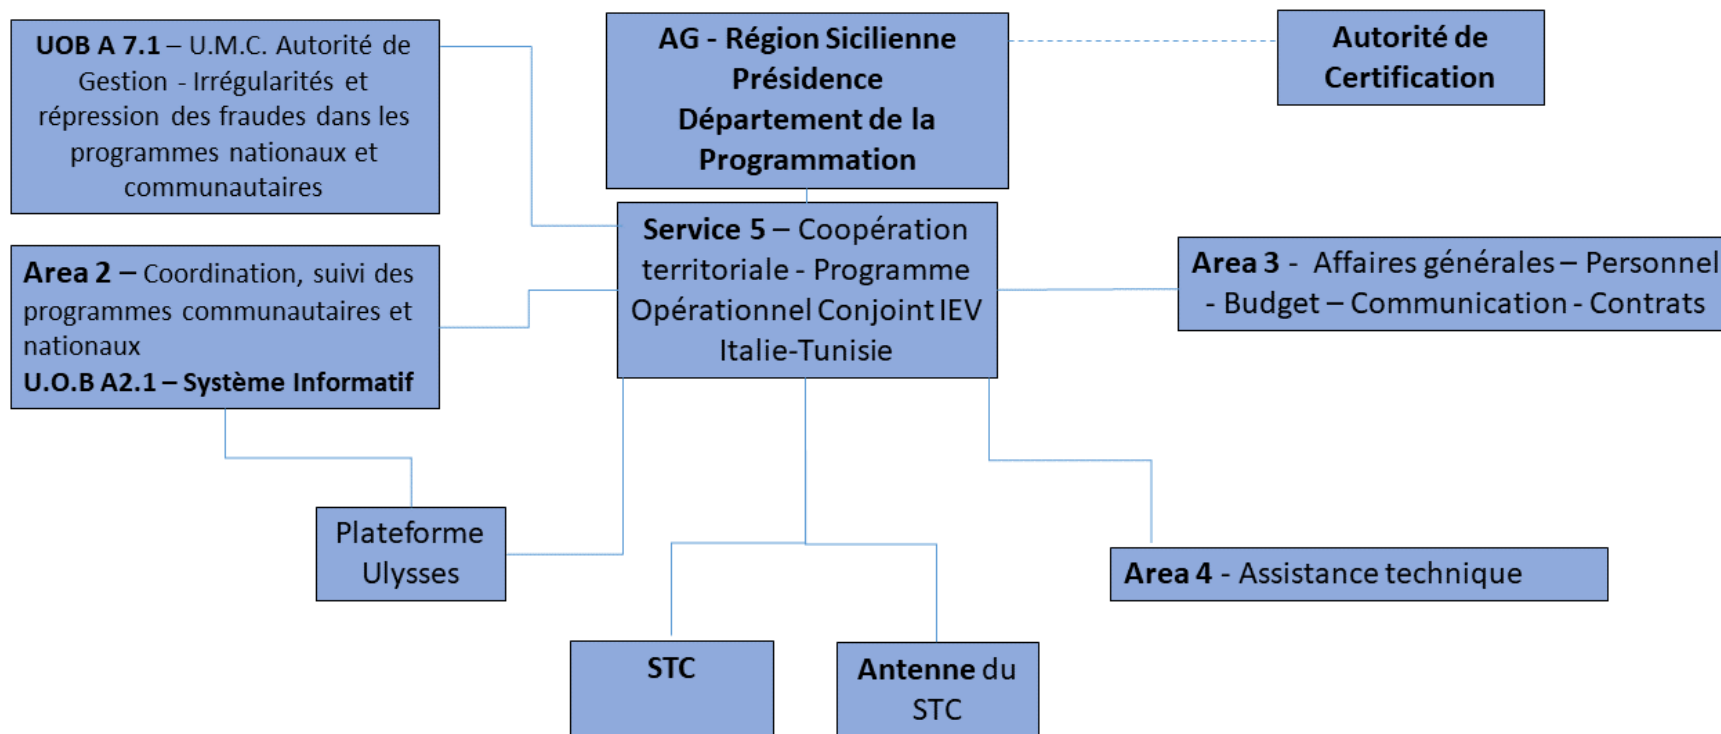 UOB A 7.1 – U.M.C. Autorité de
Gestion - Irrégularités et
répression des fraudes dans les
programmes nationaux et
communautaires
AG - Région Sicilienne
Présidence
Département de la
Programmation
Autorité de
Certification
Service 5 – Coopération
territoriale - Programme
Opérationnel Conjoint IEV
Italie-Tunisie
Area 2 – Coordination, suivi des
programmes communautaires et
nationaux
U.O.B A2.1 – Système Informatif
Area 3 - Affaires générales – Personnel
- Budget – Communication - Contrats
Plateforme
Ulysses
Area 4 - Assistance technique
STC
Antenne du
STC